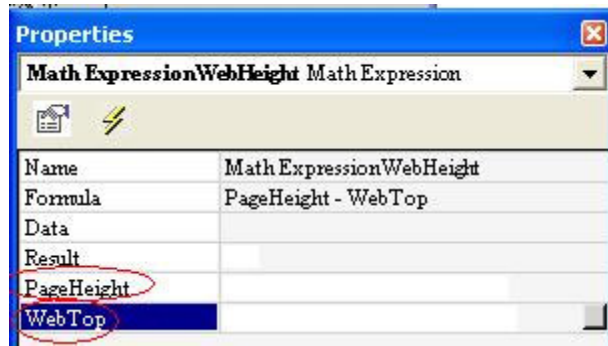 Properties
Math ExpressionWebHeight Math Expression
Name Math ExpressionWebHeight
Formula PageHeight - WebTop
Data
Result
PageHeight
WebTop